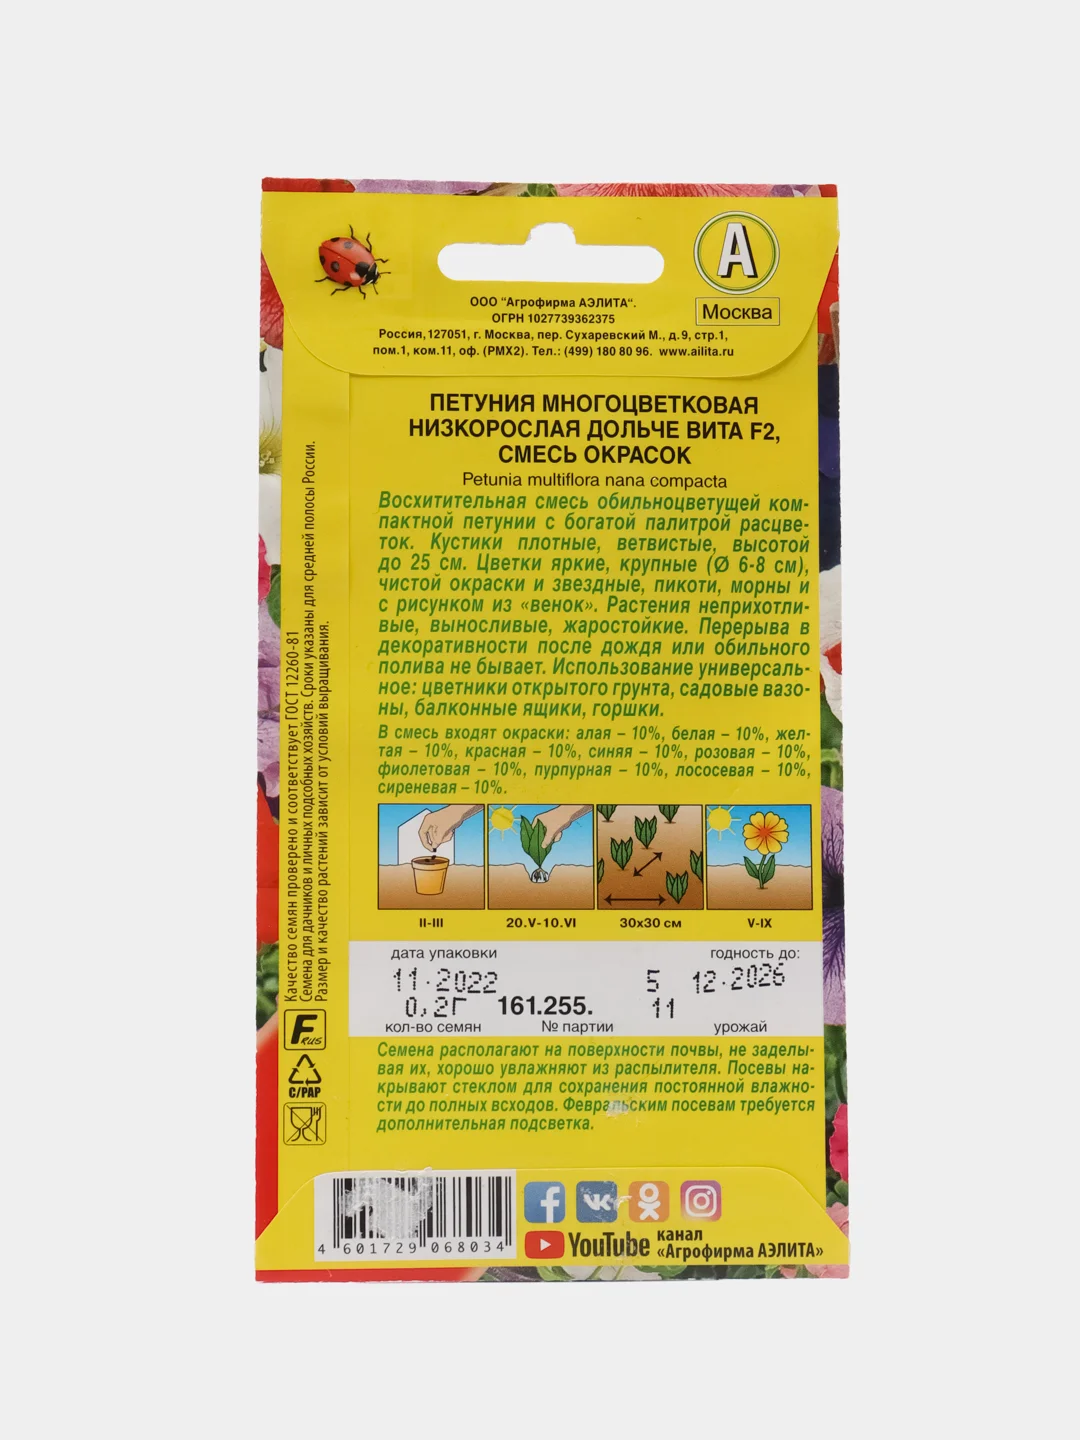 А
Москва
ООО "Агрофирма АЭЛИТА".
ОГРН 1027739362375
Россия, 127051, г. Москва, пер. Сухаревский М., д.9, стр.1,
пом.1, ком.11, оф. (РМХ2). Тел.: (499) 180 80 96. www.ailita.ru
ПЕТУНИЯ МНОГОЦВЕТКОВАЯ
НИЗКОРОСЛАЯ ДОЛЬЧЕ ВИТА F2,
СМЕСЬ ОКРАСОК
Petunia multiflora nana compacta
Восхитительная смесь обильноцветущей ком-
пактной петунии с богатой палитрой расцве-
ток. Кустики плотные, ветвистые, высотой
до 25 см. Цветки яркие, крупные (Ø 6-8 см),
чистой окраски и звездные, пикоти, морны и
с рисунком из «венок». Растения неприхотли-
вые, выносливые, жаростойкие. Перерыва в
декоративности после дождя или обильного
полива не бывает. Использование универсаль-
ное: цветники открытого грунта, садовые вазо-
ны, балконные ящики, горшки.
В смесь входят окраски: алая – 10%, белая – 10%, жел-
тая – 10%, красная – 10%, синяя – 10%, розовая – 10%,
фиолетовая – 10%, пурпурная – 10%, лососевая – 10%,
сиреневая – 10%.
II-III
20.V-10.VI
30х30 см
V-IX
дата упаковки
годность до:
11.2022
5 12.2026
0,2Г
161.255.
11
кол-во семян
№ партии
урожай
Семена располагают на поверхности почвы, не заделы-
вая их, хорошо увлажняют из распылителя. Посевы на-
крывают стеклом для сохранения постоянной влажно-
сти до полных всходов. Февральским посевам требуется
дополнительная подсветка.
Качество семян проверено и соответствует ГОСТ 12260-81
Семена для дачников и личных подсобных хозяйств. Сроки указаны для средней полосы России.
Размер и качество растений зависит от условий выращивания.
F RUS
C/PAP
4 601729 068034
YouTube
канал
«Агрофирма АЭЛИТА»